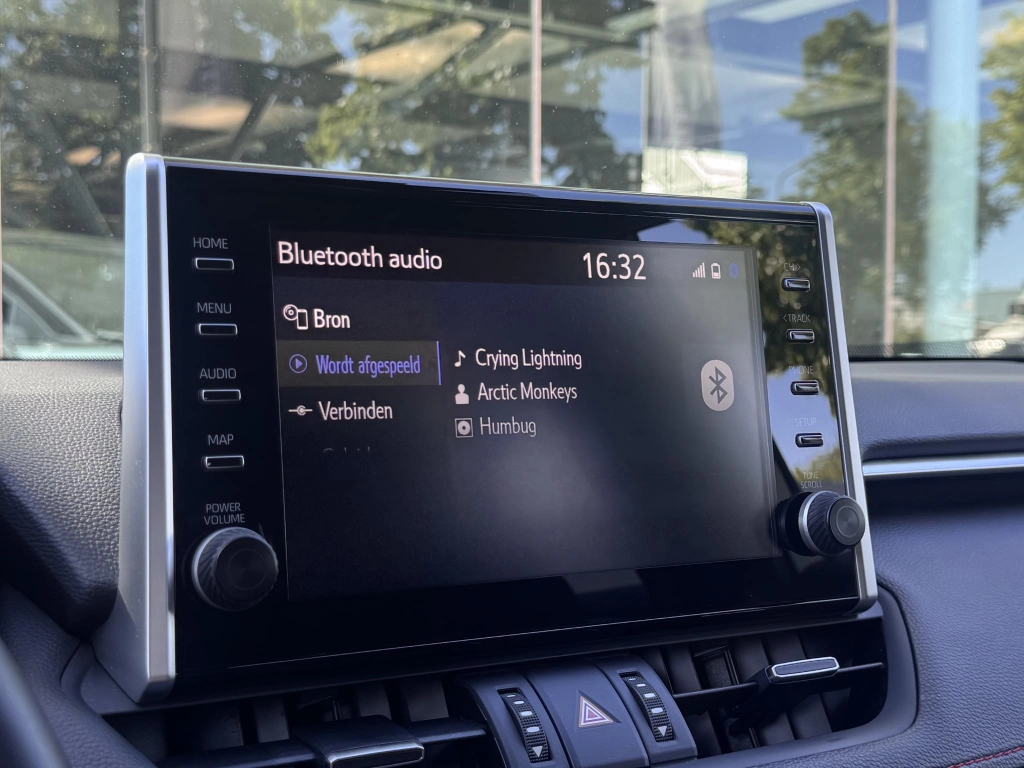 HOME
MENU
AUDIO
MAP
POWER
VOLUME
Bluetooth audio
16:32
Bron
Wordt afgespeeld
Verbinden
Crying Lightning
Arctic Monkeys
Humbug
<TRACK
PHONE
SETUP
TUNE
SCROLL